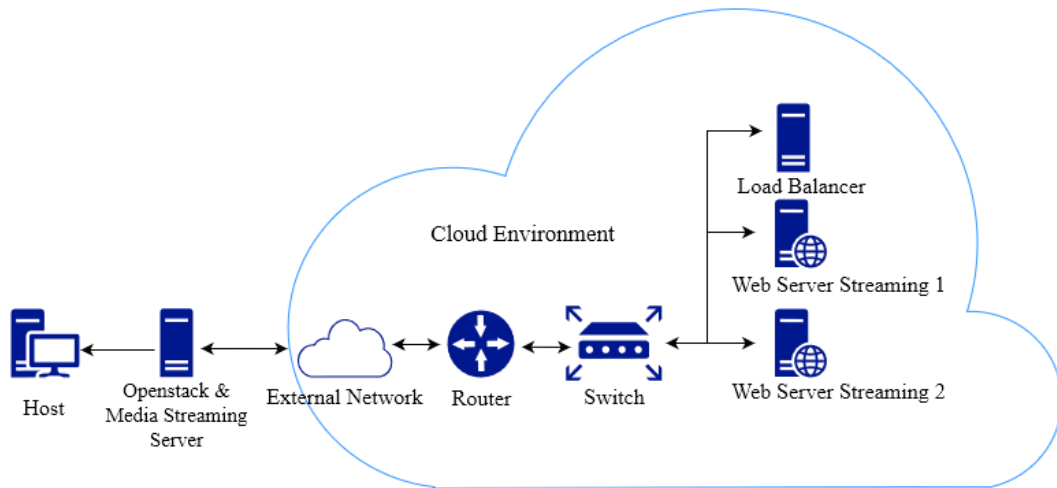 Load Balancer
Cloud Environment
Web Server Streaming 1
Host
Openstack &
Media Streaming
Server
External Network
Router
Switch
Web Server Streaming 2